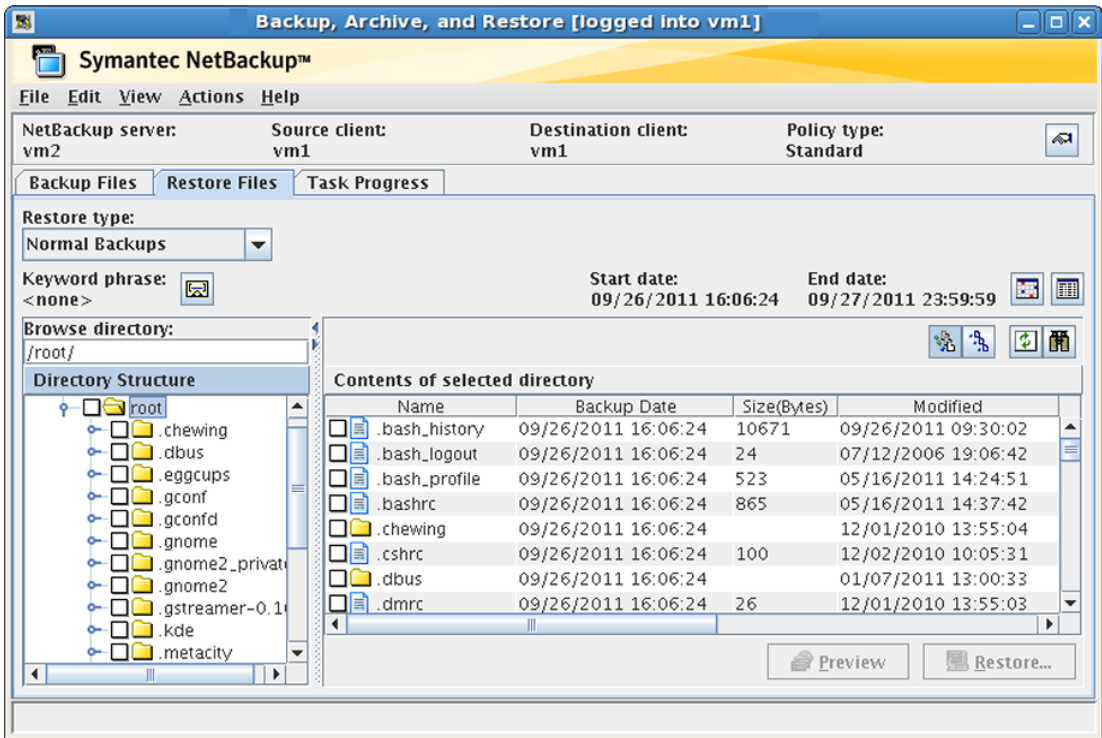 Backup, Archive, and Restore [logged into vm1]
Symantec NetBackup™
File Edit View Actions Help
NetBackup server: Source client: Destination client: Policy type:
vm2 vm1 vm1 Standard
Backup Files Restore Files Task Progress
Restore type:
Normal Backups
Keyword phrase: Start date: End date:
<none> 09/26/2011 16:06:24 09/27/2011 23:59:59
Browse directory:
/root/
Directory Structure
root
.chewing
.dbus
.eggcups
.gconf
.gconfd
.gnome
.gnome2_privat
.gnome2
.gstreamer-0.1
.kde
.metacity
Contents of selected directory
Name Backup Date Size(Bytes) Modified
.bash_history 09/26/2011 16:06:24 10671 09/26/2011 09:30:02
.bash_logout 09/26/2011 16:06:24 24 07/12/2006 19:06:42
.bash_profile 09/26/2011 16:06:24 523 05/16/2011 14:24:51
.bashrc 09/26/2011 16:06:24 865 05/16/2011 14:37:42
.chewing 09/26/2011 16:06:24 12/01/2010 13:55:04
.cshrc 09/26/2011 16:06:24 100 12/02/2010 10:05:31
.dbus 09/26/2011 16:06:24 01/07/2011 13:00:33
.dmrc 09/26/2011 16:06:24 26 12/01/2010 13:55:03
Preview Restore...